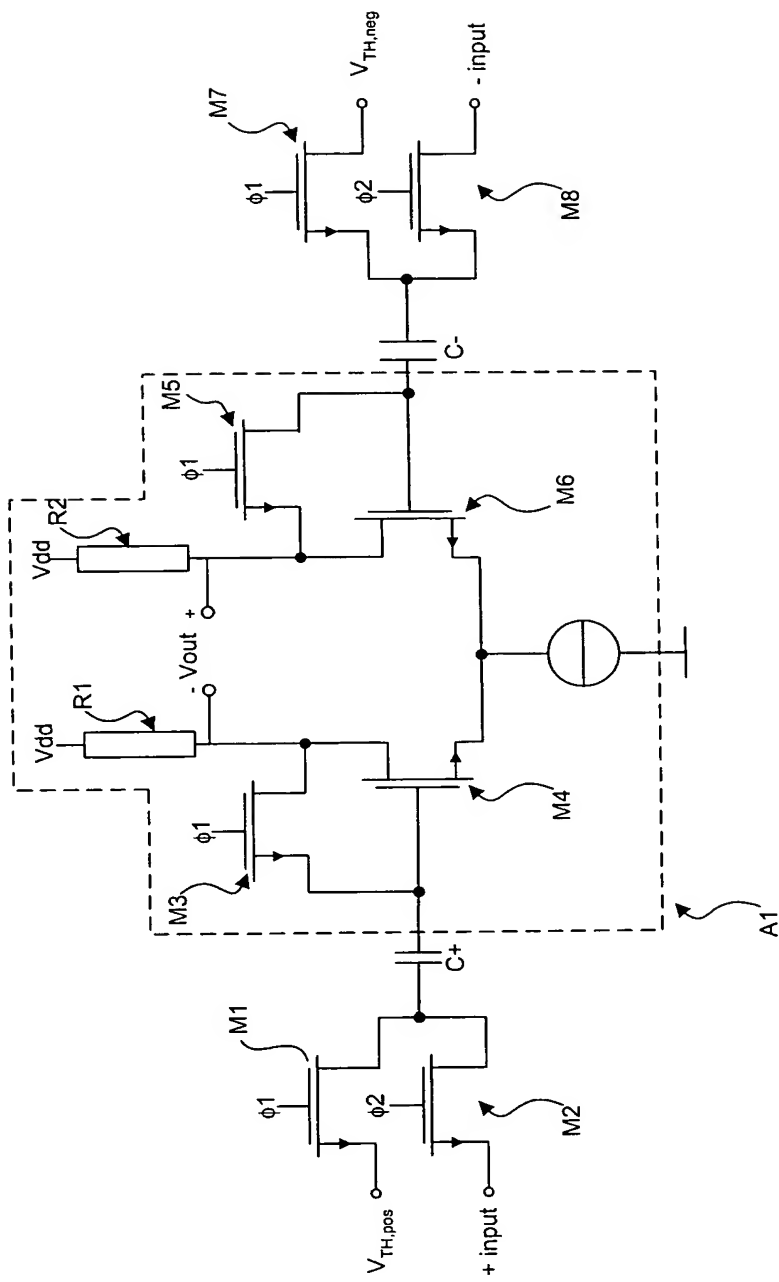 Vdd
R1
- Vout +
Vdd
R2
M3
ϕ1
ϕ1
M5
M1
ϕ1
V_TH,pos
ϕ2
+ input
M2
C+
M4
M6
C-
M7
ϕ1
V_TH,neg
ϕ2
- input
M8
A1